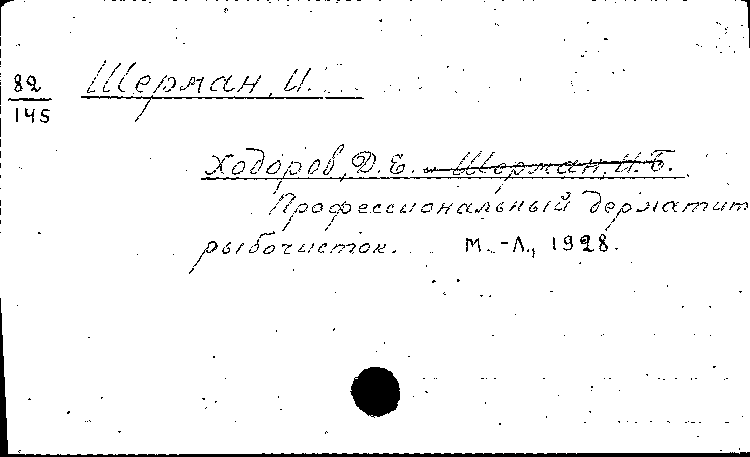 82
145
Шерман, И.
Ходоров, Д.Е. и Шерман, И.Б.
Профессиональный дерматит
рыбочисток. М.-Л., 1928.